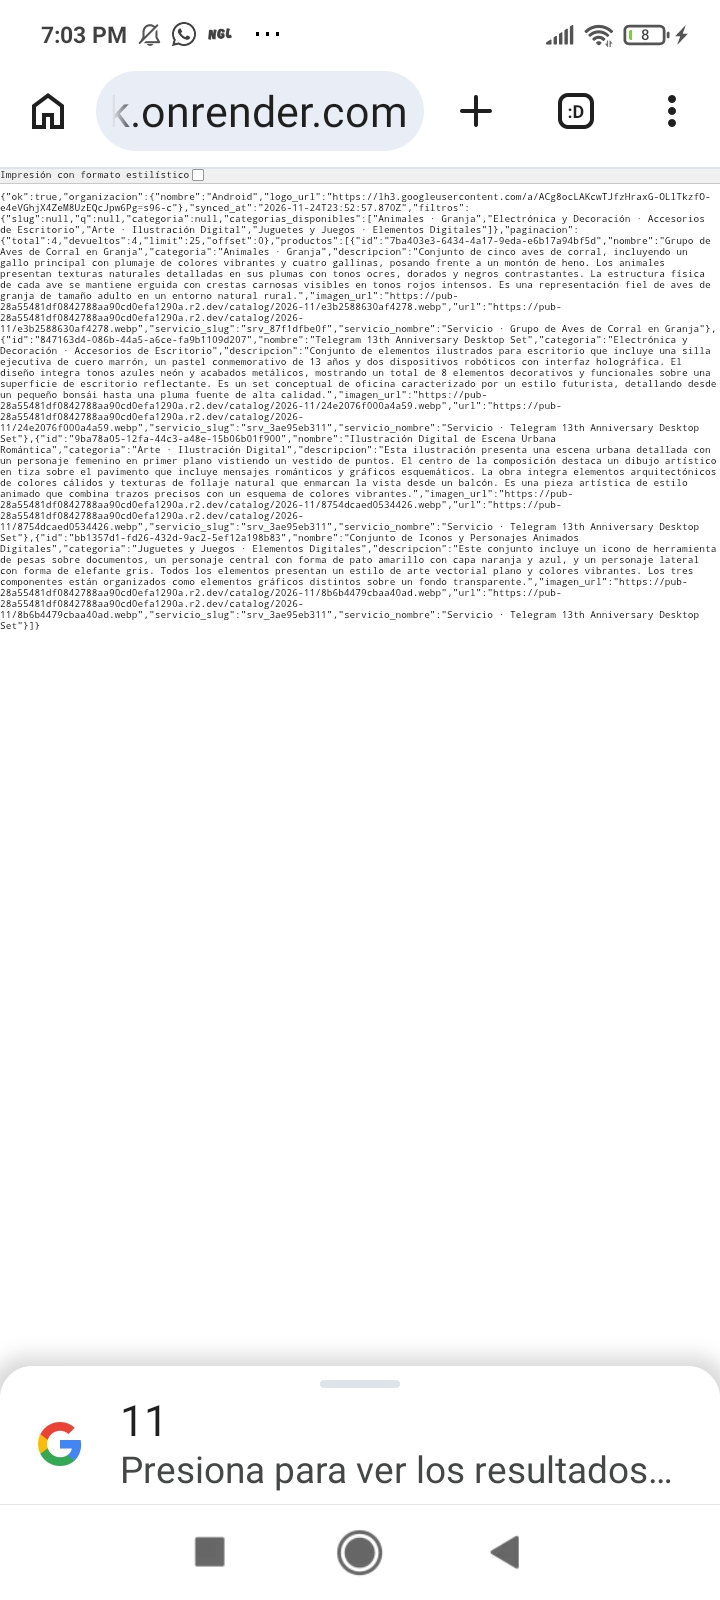 7:03 PM NGL ... 8
k.onrender.com :D
Impresión con formato estilístico
{"ok":true,"organizacion":{"nombre":"Android","logo_url":"https://lh3.googleusercontent.com/a/ACg8ocLAKcwTJfzHraxG-OLlTkzfO-
e4eVGhjX4ZeM8UzEQcJpw6Pg=s96-c"},"synced_at":"2026-11-24T23:52:57.870Z","filtros":
{"slug":null,"q":null,"categoria":null,"categorias_disponibles":["Animales · Granja","Electrónica y Decoración · Accesorios
de Escritorio","Arte · Ilustración Digital","Juguetes y Juegos · Elementos Digitales"]},"paginacion":
{"total":4,"devueltos":4,"limit":25,"offset":0},"productos":[{"id":"7ba403e3-6434-4a17-9eda-e6b17a94bf5d","nombre":"Grupo de
Aves de Corral en Granja","categoria":"Animales · Granja","descripcion":"Conjunto de cinco aves de corral, incluyendo un
gallo principal con plumaje de colores vibrantes y cuatro gallinas, posando frente a un montón de heno. Los animales
presentan texturas naturales detalladas en sus plumas con tonos ocres, dorados y negros contrastantes. La estructura física
de cada ave se mantiene erguida con crestas carnosas visibles en tonos rojos intensos. Es una representación fiel de aves de
granja de tamaño adulto en un entorno natural rural.","imagen_url":"https://pub-
28a55481df0842788aa90cd0efa1290a.r2.dev/catalog/2026-11/e3b2588630af4278.webp","url":"https://pub-
28a55481df0842788aa90cd0efa1290a.r2.dev/catalog/2026-
11/e3b2588630af4278.webp","servicio_slug":"srv_87f1dfbe0f","servicio_nombre":"Servicio · Grupo de Aves de Corral en Granja"},
{"id":"847163d4-086b-44a5-a6ce-fa9b1109d207","nombre":"Telegram 13th Anniversary Desktop Set","categoria":"Electrónica y
Decoración · Accesorios de Escritorio","descripcion":"Conjunto de elementos ilustrados para escritorio que incluye una silla
ejecutiva de cuero marrón, un pastel conmemorativo de 13 años y dos dispositivos robóticos con interfaz holográfica. El
diseño integra tonos azules neón y acabados metálicos, mostrando un total de 8 elementos decorativos y funcionales sobre una
superficie de escritorio reflectante. Es un set conceptual de oficina caracterizado por un estilo futurista, detallando desde
un pequeño bonsái hasta una pluma fuente de alta calidad.","imagen_url":"https://pub-
28a55481df0842788aa90cd0efa1290a.r2.dev/catalog/2026-11/24e2076f000a4a59.webp","url":"https://pub-
28a55481df0842788aa90cd0efa1290a.r2.dev/catalog/2026-
11/24e2076f000a4a59.webp","servicio_slug":"srv_3ae95eb311","servicio_nombre":"Servicio · Telegram 13th Anniversary Desktop
Set"},{"id":"9ba78a05-12fa-44c3-a48e-15b06b01f900","nombre":"Ilustración Digital de Escena Urbana
Romántica","categoria":"Arte · Ilustración Digital","descripcion":"Esta ilustración presenta una escena urbana detallada con
un personaje femenino en primer plano vistiendo un vestido de puntos. El centro de la composición destaca un dibujo artístico
en tiza sobre el pavimento que incluye mensajes románticos y gráficos esquemáticos. La obra integra elementos arquitectónicos
de colores cálidos y texturas de follaje natural que enmarcan la vista desde un balcón. Es una pieza artística de estilo
animado que combina trazos precisos con un esquema de colores vibrantes.","imagen_url":"https://pub-
28a55481df0842788aa90cd0efa1290a.r2.dev/catalog/2026-11/8754dcaed0534426.webp","url":"https://pub-
28a55481df0842788aa90cd0efa1290a.r2.dev/catalog/2026-
11/8754dcaed0534426.webp","servicio_slug":"srv_3ae95eb311","servicio_nombre":"Servicio · Telegram 13th Anniversary Desktop
Set"},{"id":"bb1357d1-fd26-432d-9ac2-5ef12a198b83","nombre":"Conjunto de Iconos y Personajes Animados
Digitales","categoria":"Juguetes y Juegos · Elementos Digitales","descripcion":"Este conjunto incluye un icono de herramienta
de pesas sobre documentos, un personaje central con forma de pato amarillo con capa naranja y azul, y un personaje lateral
con forma de elefante gris. Todos los elementos presentan un estilo de arte vectorial plano y colores vibrantes. Los tres
componentes están organizados como elementos gráficos distintos sobre un fondo transparente.","imagen_url":"https://pub-
28a55481df0842788aa90cd0efa1290a.r2.dev/catalog/2026-11/8b6b4479cbaa40ad.webp","url":"https://pub-
28a55481df0842788aa90cd0efa1290a.r2.dev/catalog/2026-
11/8b6b4479cbaa40ad.webp","servicio_slug":"srv_3ae95eb311","servicio_nombre":"Servicio · Telegram 13th Anniversary Desktop
Set"}]}
11
Presiona para ver los resultados...